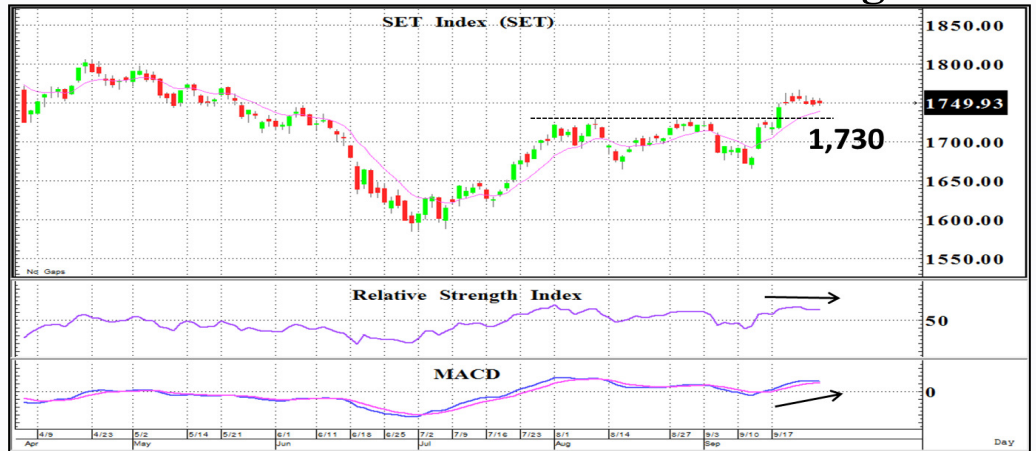 SET Index (SET)
1850.00
1800.00
1749.93
1,730
1700.00
1650.00
1600.00
1550.00
No Gaps
Relative Strength Index
50
MACD
0
4/9 4/23 5/2 5/14 5/21 6/1 6/11 6/18 6/25 7/2 7/9 7/16 7/23 8/1 8/14 8/27 9/3 9/10 9/17
Apr May Jun Jul Aug Sep Day